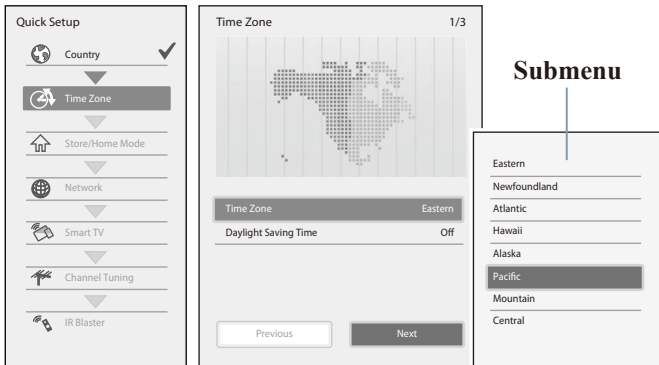 Quick Setup
Country
Time Zone
Store/Home Mode
Network
Smart TV
Channel Tuning
IR Blaster
Time Zone 1/3
Time Zone Eastern
Daylight Saving Time Off
Previous Next
Submenu
Eastern
Newfoundland
Atlantic
Hawaii
Alaska
Pacific
Mountain
Central